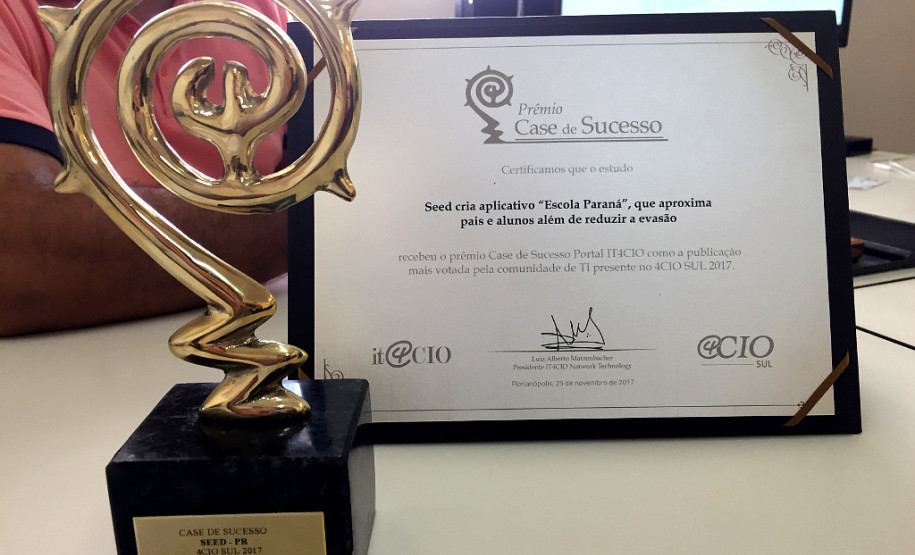 Prêmio
Case de Sucesso
Certificamos que o estudo
Seed cria aplicativo “Escola Paraná”, que aproxima
pais e alunos além de reduzir a evasão
recebeu o prêmio Case de Sucesso Portal IT4CIO como a publicação
mais votada pela comunidade de TI presente no 4CIO SUL 2017.
it4CIO
Luiz Alberto Matzenbacher
Presidente IT4CIO Network Technology
Florianópolis, 25 de novembro de 2017
4CIO
SUL
CASE DE SUCESSO
SEED - PR
4CIO SUL 2017